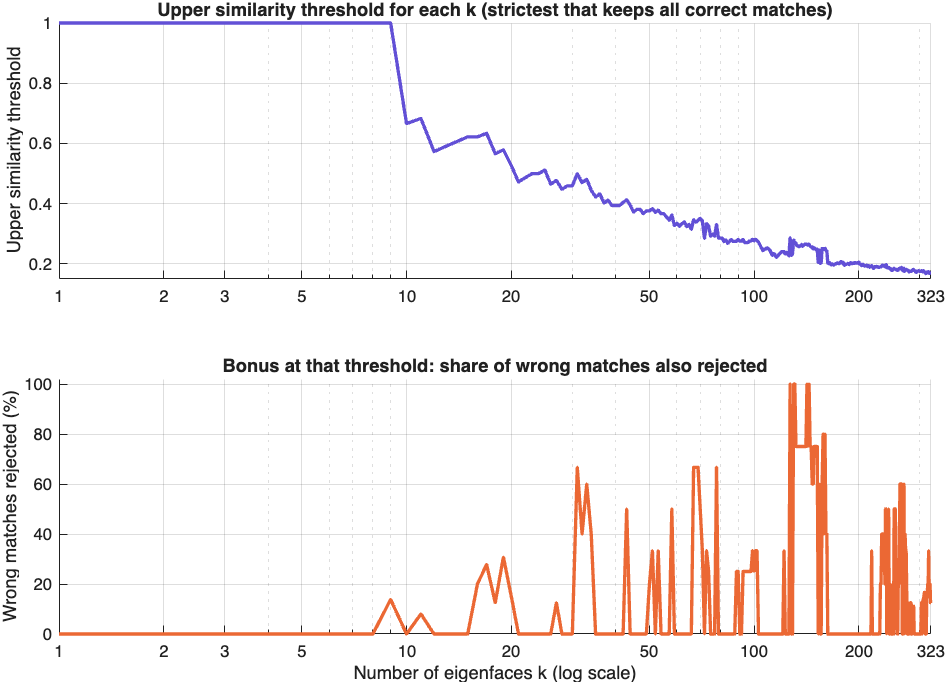 Upper similarity threshold for each k (strictest that keeps all correct matches)
Upper similarity threshold
1
0.8
0.6
0.4
0.2
1 2 3 5 10 20 50 100 200 323
Bonus at that threshold: share of wrong matches also rejected
Wrong matches rejected (%)
100
80
60
40
20
0
1 2 3 5 10 20 50 100 200 323
Number of eigenfaces k (log scale)